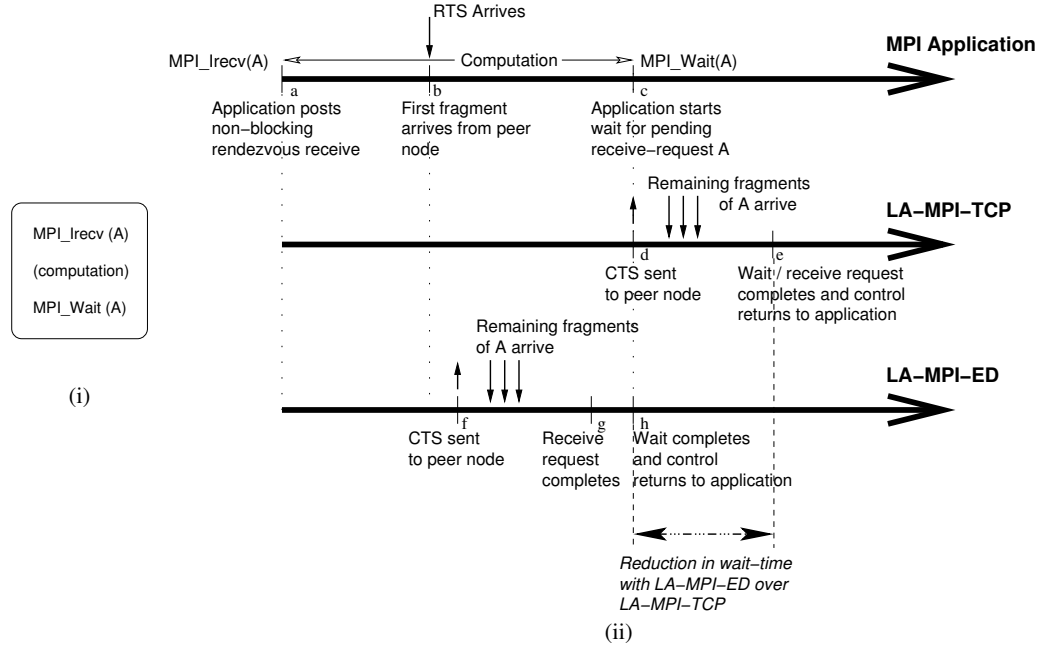 RTS Arrives
MPI_Irecv(A)
Computation
MPI_Wait(A)
MPI Application
a
b
c
Application posts
non−blocking
rendezvous receive
First fragment
arrives from peer
node
Application starts
wait for pending
receive−request A
Remaining fragments
of A arrive
LA−MPI−TCP
d
e
CTS sent
to peer node
Wait / receive request
completes and control
returns to application
MPI_Irecv (A)
(computation)
MPI_Wait (A)
(i)
Remaining fragments
of A arrive
LA−MPI−ED
f
g
h
CTS sent
to peer node
Receive
request
completes
Wait completes
and control
returns to application
Reduction in wait−time
with LA−MPI−ED over
LA−MPI−TCP
(ii)